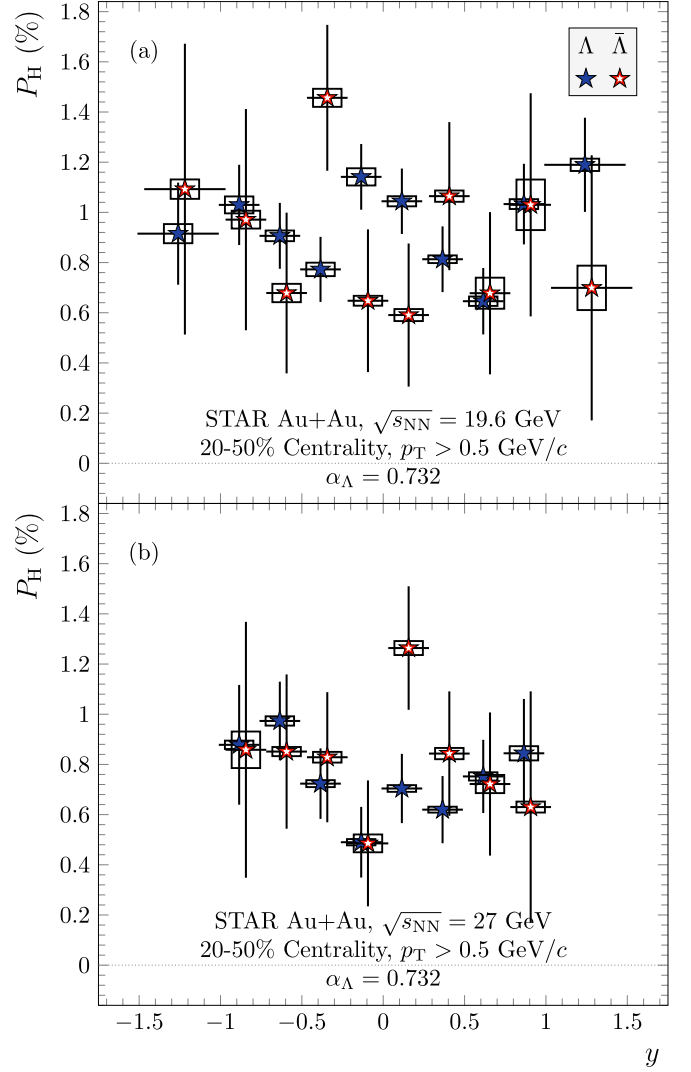 P_H (%)
1.8
1.6
1.4
1.2
1
0.8
0.6
0.4
0.2
0
(a)
Λ Λ̄
STAR Au+Au, √s_NN = 19.6 GeV
20-50% Centrality, p_T > 0.5 GeV/c
α_Λ = 0.732
P_H (%)
1.8
1.6
1.4
1.2
1
0.8
0.6
0.4
0.2
0
(b)
STAR Au+Au, √s_NN = 27 GeV
20-50% Centrality, p_T > 0.5 GeV/c
α_Λ = 0.732
−1.5 −1 −0.5 0 0.5 1 1.5
y